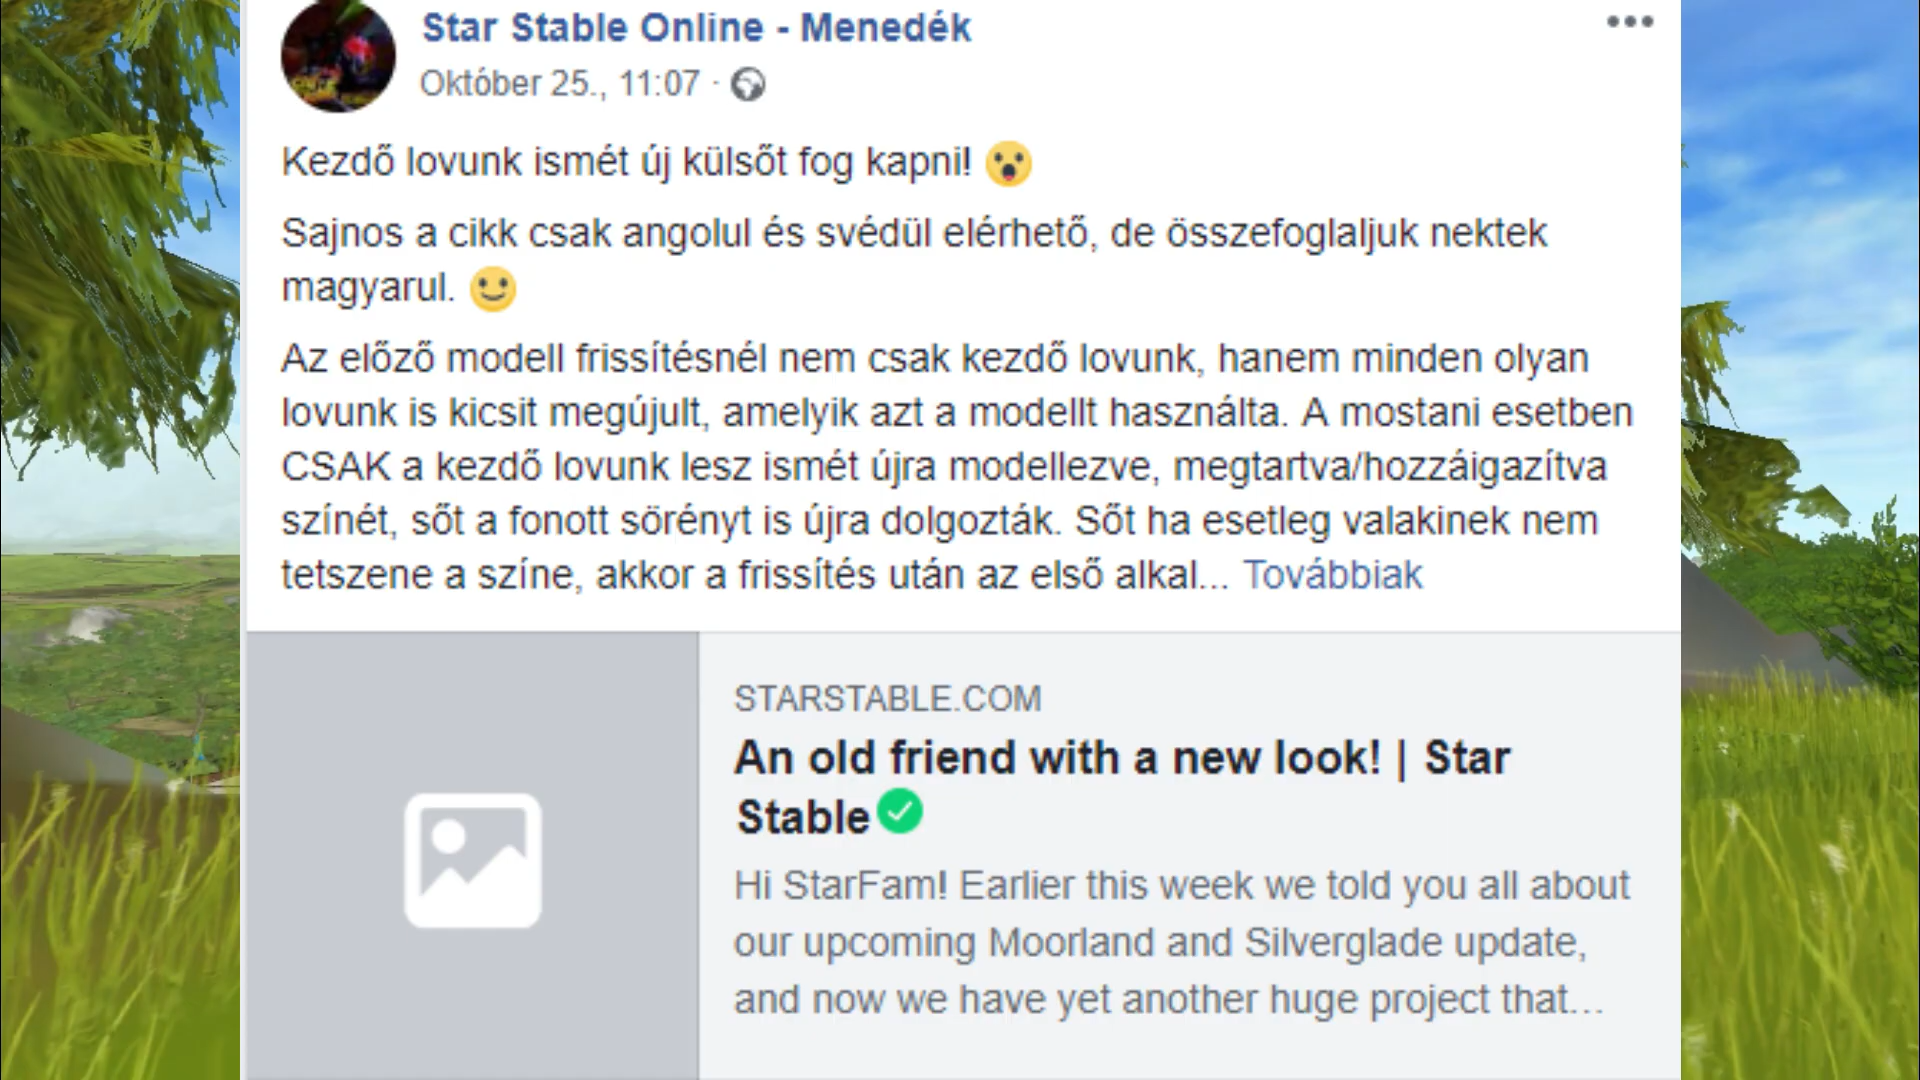 Star Stable Online - Menedék
Október 25., 11:07 ·
Kezdő lovunk ismét új külsőt fog kapni! 😮
Sajnos a cikk csak angolul és svédül elérhető, de összefoglaljuk nektek
magyarul. 🙂
Az előző modell frissítésnél nem csak kezdő lovunk, hanem minden olyan
lovunk is kicsit megújult, amelyik azt a modellt használta. A mostani esetben
CSAK a kezdő lovunk lesz ismét újra modellezve, megtartva/hozzáigazítva
színét, sőt a fonott sörényt is újra dolgozták. Sőt ha esetleg valakinek nem
tetszene a színe, akkor a frissítés után az első alkal... Továbbiak
STARSTABLE.COM
An old friend with a new look! | Star
Stable
Hi StarFam! Earlier this week we told you all about
our upcoming Moorland and Silverglade update,
and now we have yet another huge project that...